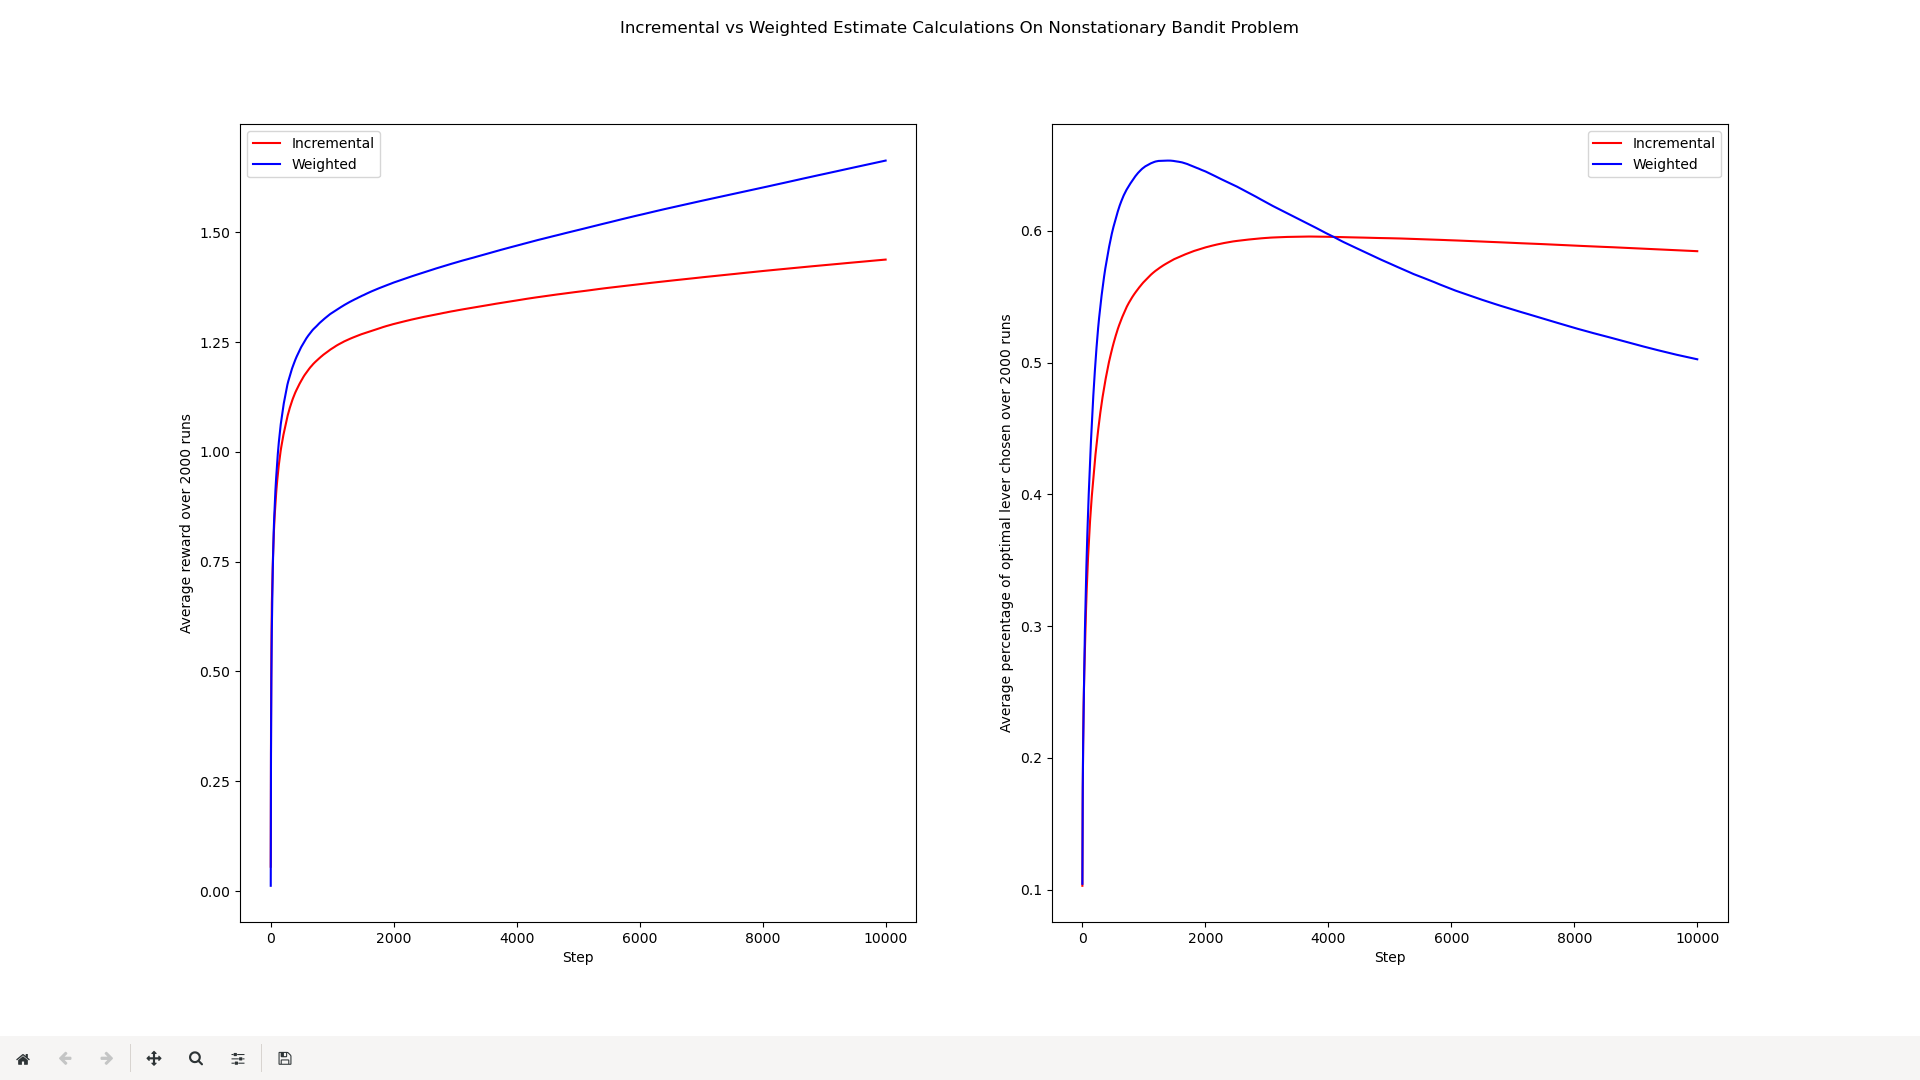 Incremental vs Weighted Estimate Calculations On Nonstationary Bandit Problem
Incremental
Weighted
Average reward over 2000 runs
1.50
1.25
1.00
0.75
0.50
0.25
0.00
0 2000 4000 6000 8000 10000
Step
Incremental
Weighted
Average percentage of optimal lever chosen over 2000 runs
0.6
0.5
0.4
0.3
0.2
0.1
0 2000 4000 6000 8000 10000
Step